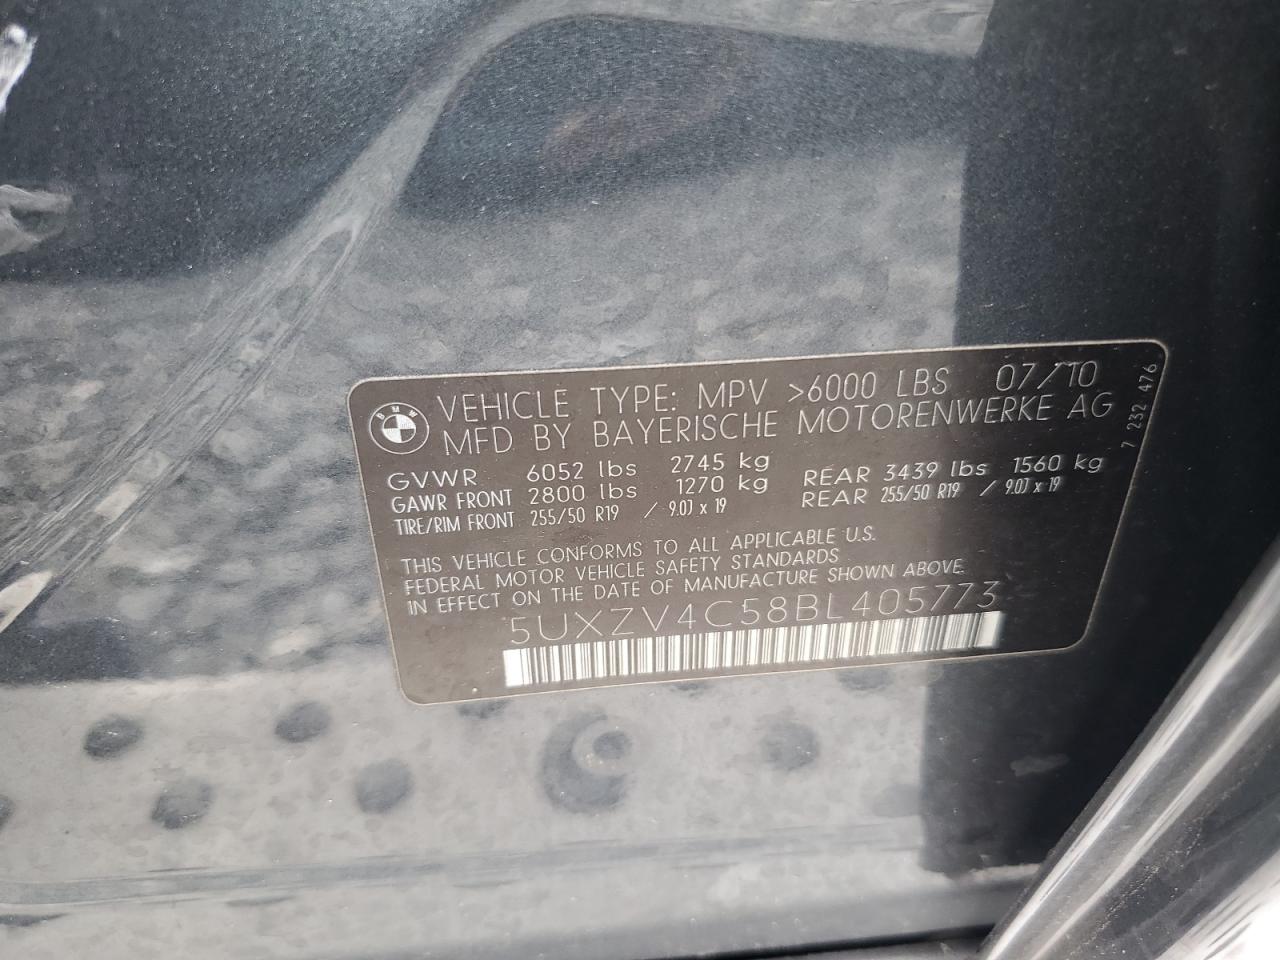 BMW
VEHICLE TYPE: MPV >6000 LBS 07/10
MFD BY BAYERISCHE MOTORENWERKE AG
GVWR 6052 lbs 2745 kg
GAWR FRONT 2800 lbs 1270 kg REAR 3439 lbs 1560 kg
TIRE/RIM FRONT 255/50 R19 / 9.0J x 19 REAR 255/50 R19 / 9.0J x 19
THIS VEHICLE CONFORMS TO ALL APPLICABLE U.S.
FEDERAL MOTOR VEHICLE SAFETY STANDARDS
IN EFFECT ON THE DATE OF MANUFACTURE SHOWN ABOVE
5UXZV4C58BL405773
7 232 476